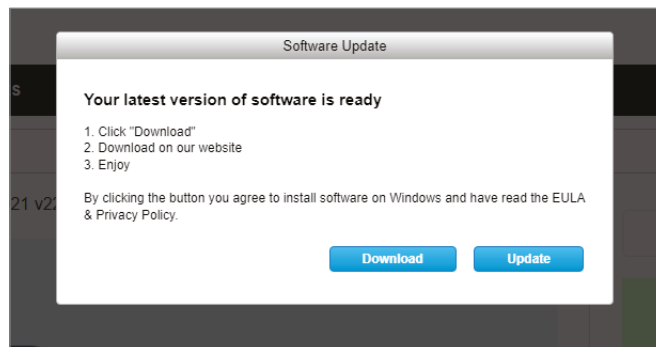 Software Update
s
Your latest version of software is ready
1. Click "Download"
2. Download on our website
3. Enjoy
By clicking the button you agree to install software on Windows and have read the EULA
& Privacy Policy.
21 v22
Download Update